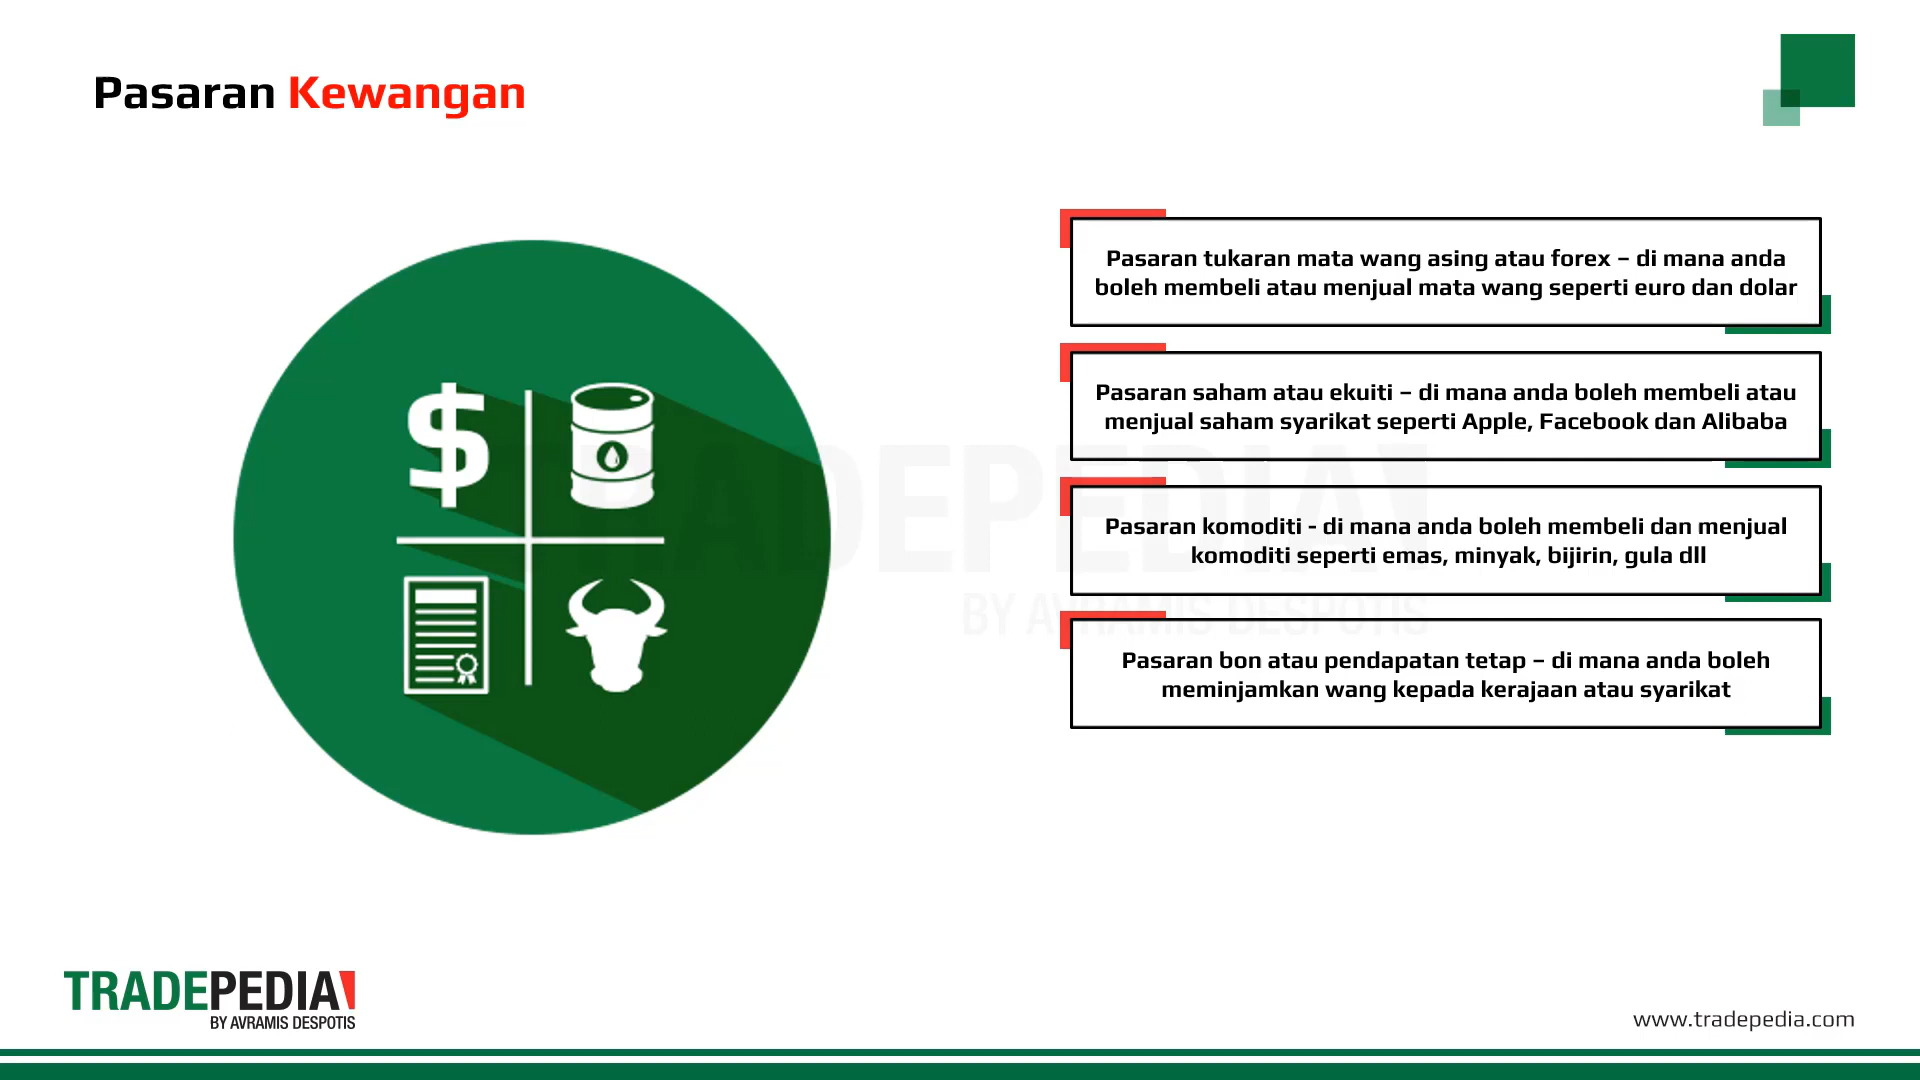 Pasaran Kewangan
Pasaran tukaran mata wang asing atau forex – di mana anda
boleh membeli atau menjual mata wang seperti euro dan dolar
Pasaran saham atau ekuiti – di mana anda boleh membeli atau
menjual saham syarikat seperti Apple, Facebook dan Alibaba
Pasaran komoditi - di mana anda boleh membeli dan menjual
komoditi seperti emas, minyak, bijirin, gula dll
Pasaran bon atau pendapatan tetap – di mana anda boleh
meminjamkan wang kepada kerajaan atau syarikat
$
TRADEPEDIA
BY AVRAMIS DESPOTIS
TRADEPEDIA
BY AVRAMIS DESPOTIS
www.tradepedia.com